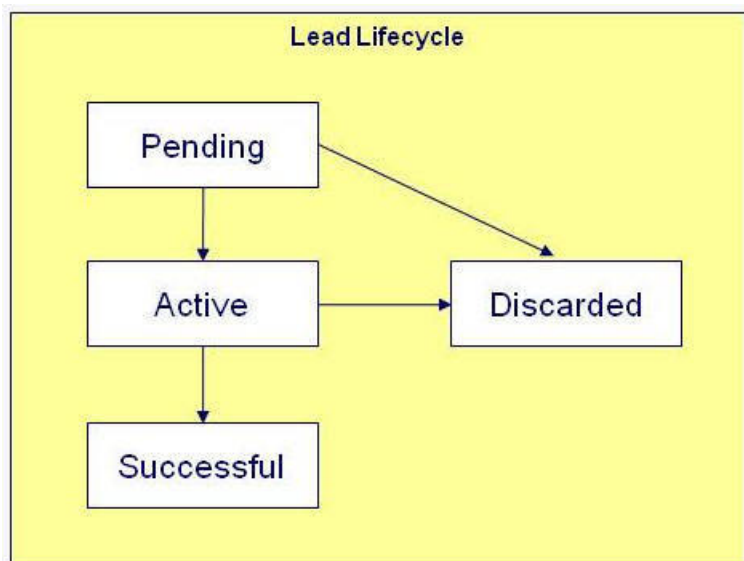 Lead Lifecycle
Pending
Active
Discarded
Successful